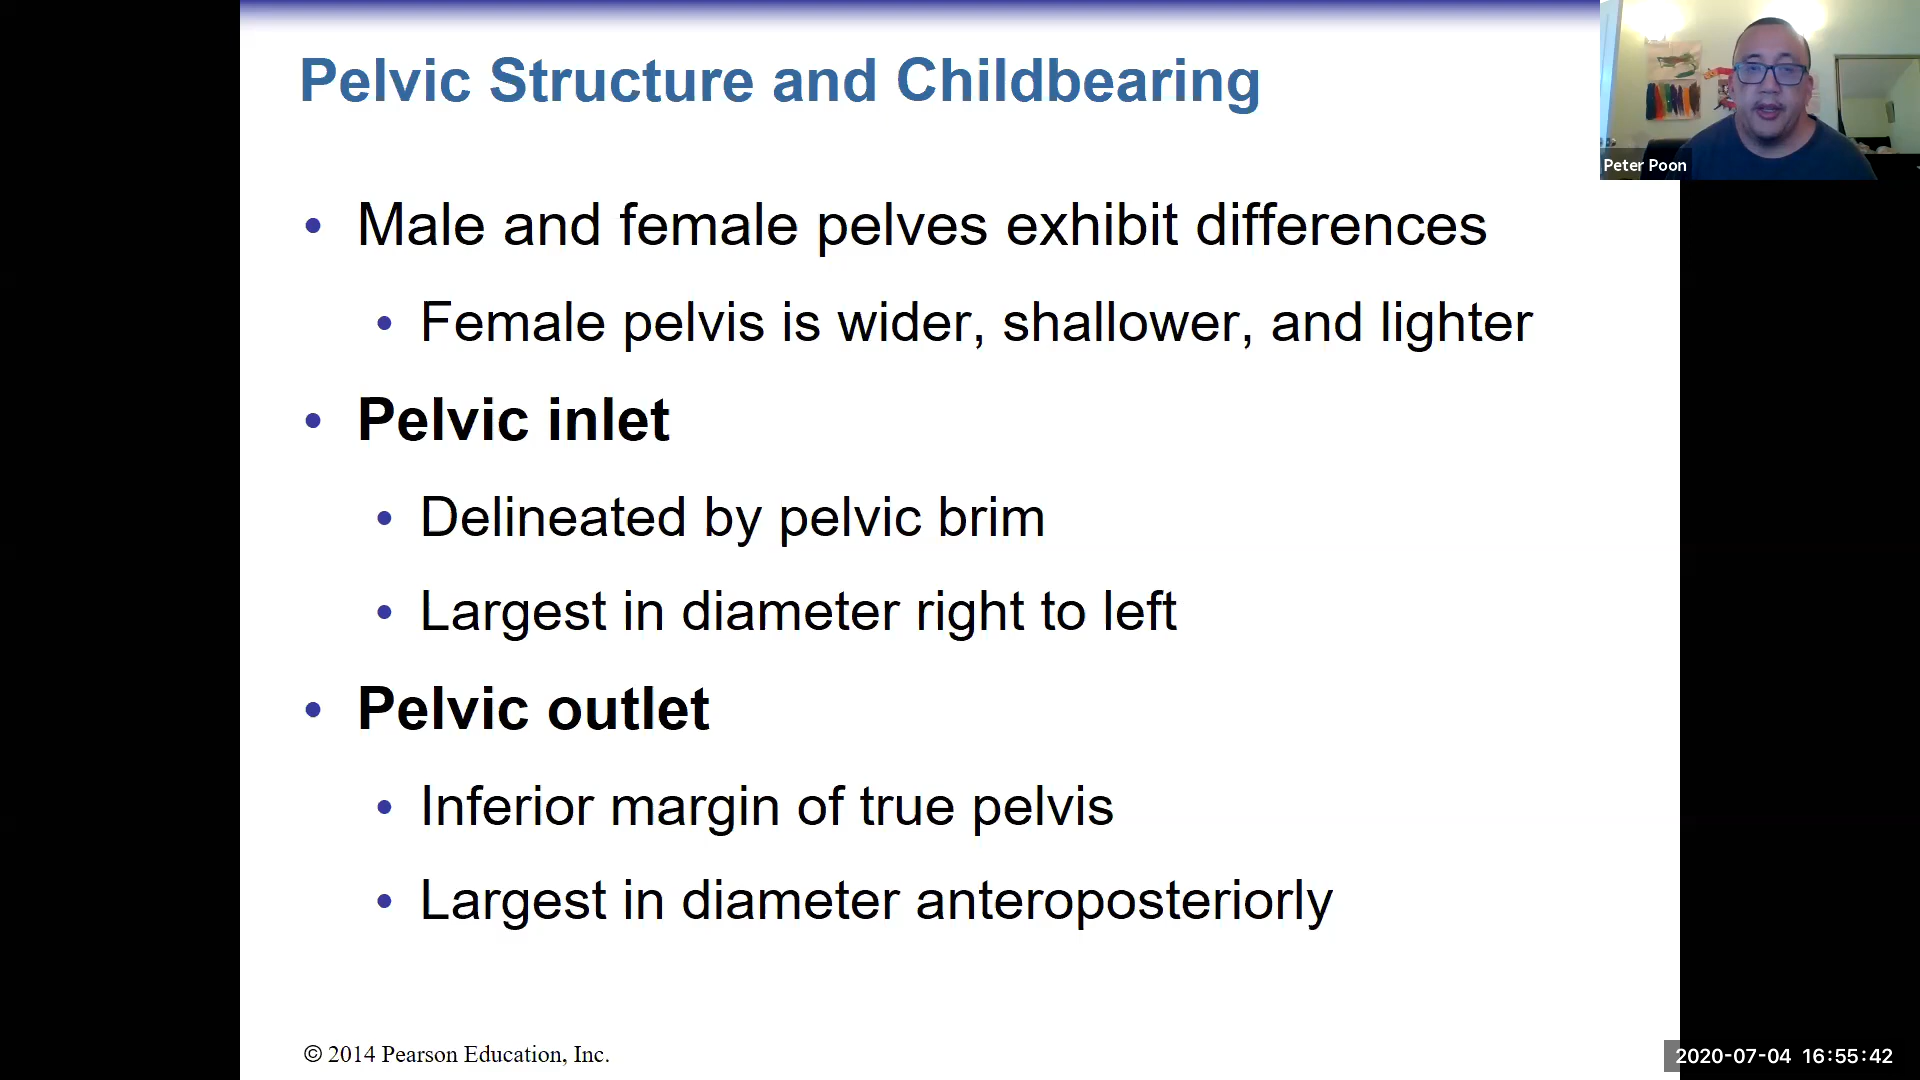 Pelvic Structure and Childbearing
Peter Poon
• Male and female pelves exhibit differences
• Female pelvis is wider, shallower, and lighter
• Pelvic inlet
• Delineated by pelvic brim
• Largest in diameter right to left
• Pelvic outlet
• Inferior margin of true pelvis
• Largest in diameter anteroposteriorly
© 2014 Pearson Education, Inc.
2020-07-04 16:55:42